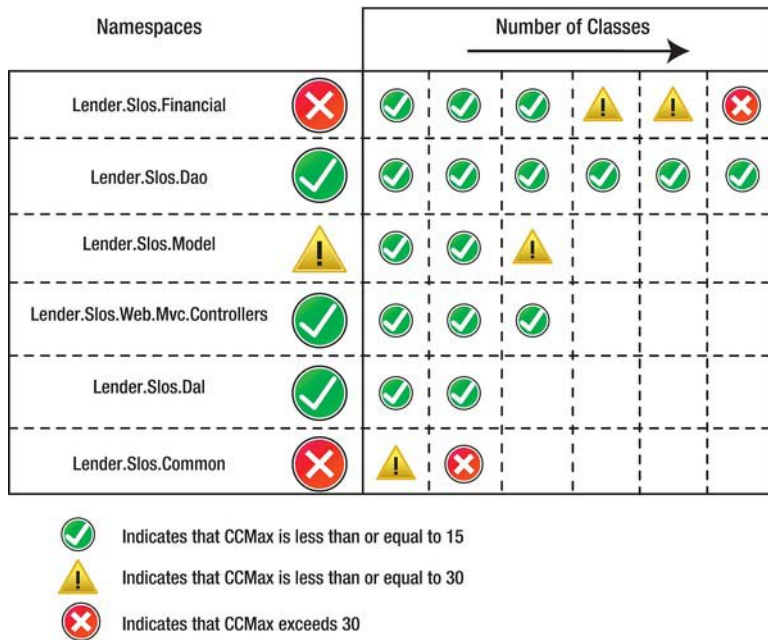 Namespaces
Number of Classes
Lender.Slos.Financial
Lender.Slos.Dao
Lender.Slos.Model
Lender.Slos.Web.Mvc.Controllers
Lender.Slos.Dal
Lender.Slos.Common
Indicates that CCMax is less than or equal to 15
Indicates that CCMax is less than or equal to 30
Indicates that CCMax exceeds 30